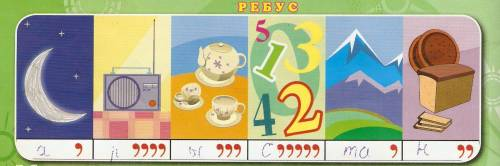 РЕБУС
5 1 3
4 2
а , ,,,, ы ,,, С ,,,,, та , н ,,